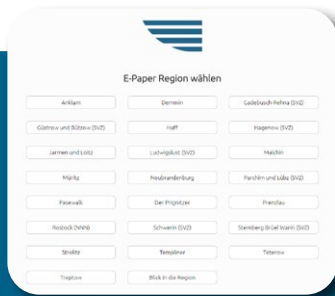 E-Paper Region wählen
Anklam Demmin Gadebusch-Rehna (SVZ)
Güstrow und Bützow (SVZ) Haff Hagenow (SVZ)
Jarmen und Loitz Ludwigslust (SVZ) Malchin
Müritz Neubrandenburg Parchim und Lübz (SVZ)
Pasewalk Der Prignitzer Prenzlau
Rostock (NNN) Schwerin (SVZ) Sternberg Brüel Warin (SVZ)
Strelitz Templiner Teterow
Treptow Blick in die Region